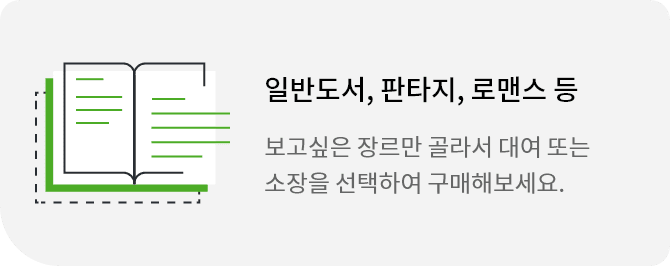 일반도서, 판타지, 로맨스 등
보고싶은 장르만 골라서 대여 또는
소장을 선택하여 구매해보세요.